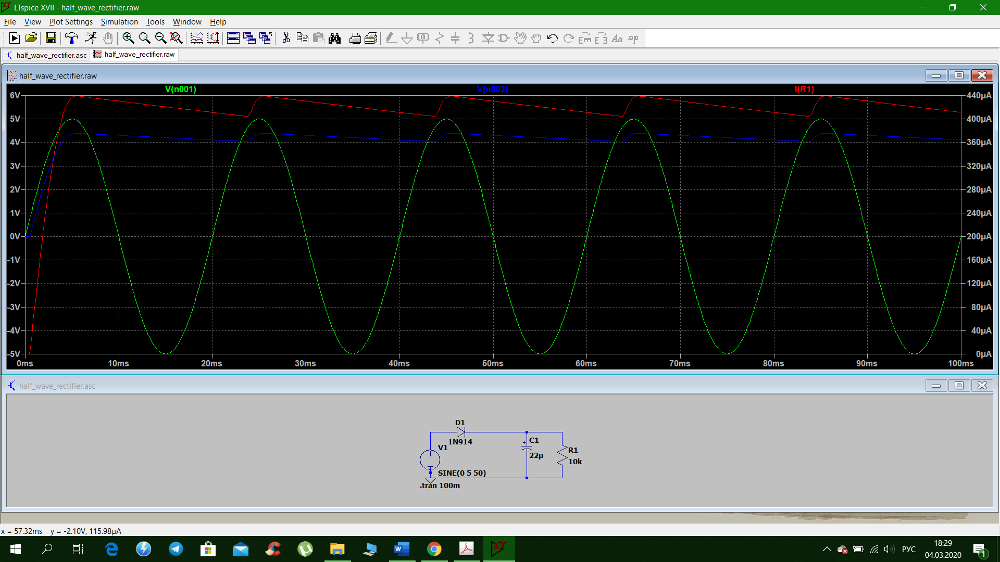 LTspice XVII - half_wave_rectifier.raw
File View Plot Settings Simulation Tools Window Help
half_wave_rectifier.asc half_wave_rectifier.raw
half_wave_rectifier.raw
V(n001) V(n002) I(R1)
6V 440µA
5V 400µA
4V 360µA
3V 320µA
2V 280µA
1V 240µA
0V 200µA
-1V 160µA
-2V 120µA
-3V 80µA
-4V 40µA
-5V 0µA
0ms 10ms 20ms 30ms 40ms 50ms 60ms 70ms 80ms 90ms 100ms
half_wave_rectifier.asc
D1
1N914
V1
C1
22µ
R1
10k
SINE(0 5 50)
.tran 100m
x = 57.32ms y = -2.10V, 115.98µA
РУС
18:29
04.03.2020
1